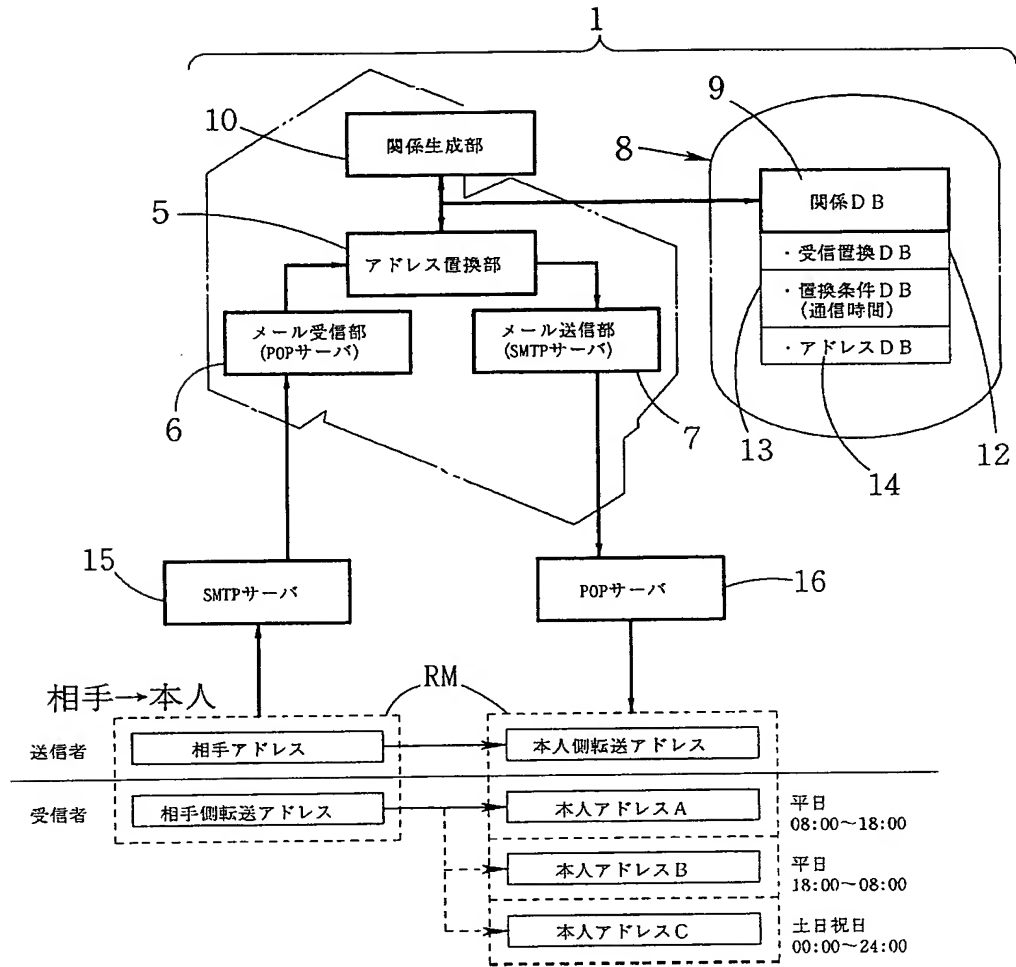 1
10
関係生成部
9
8
関係DB
5
アドレス置換部
・受信置換DB
・置換条件DB
(通信時間)
・アドレスDB
メール受信部
(POPサーバ)
メール送信部
(SMTPサーバ)
6
7
13
12
14
15
SMTPサーバ
POPサーバ
16
相手→本人
RM
送信者
相手アドレス
本人側転送アドレス
受信者
相手側転送アドレス
本人アドレスA
平日
08:00~18:00
本人アドレスB
平日
18:00~08:00
本人アドレスC
土日祝日
00:00~24:00